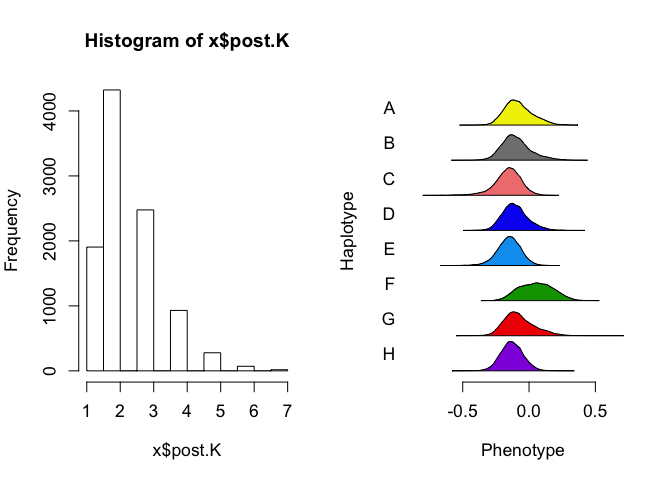 Histogram of x$post.K
Frequency
4000
3000
2000
1000
0
1 2 3 4 5 6 7
x$post.K
Haplotype
A
B
C
D
E
F
G
H
-0.5 0.0 0.5
Phenotype